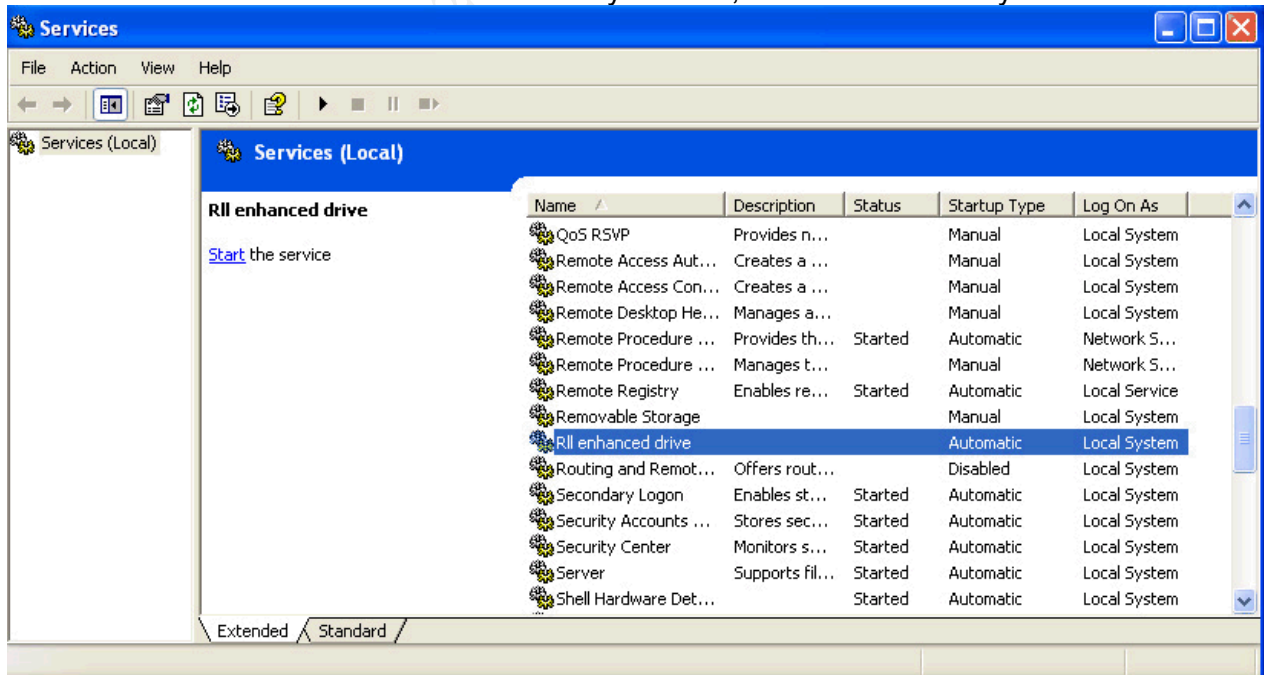 Services
File Action View Help
Services (Local)
Services (Local)
Rll enhanced drive
Start the service
Name Description Status Startup Type Log On As
QoS RSVP Provides n... Manual Local System
Remote Access Aut... Creates a ... Manual Local System
Remote Access Con... Creates a ... Manual Local System
Remote Desktop He... Manages a... Manual Local System
Remote Procedure ... Provides th... Started Automatic Network S...
Remote Procedure ... Manages t... Manual Network S...
Remote Registry Enables re... Started Automatic Local Service
Removable Storage Manual Local System
Rll enhanced drive Automatic Local System
Routing and Remot... Offers rout... Disabled Local System
Secondary Logon Enables st... Started Automatic Local System
Security Accounts ... Stores sec... Started Automatic Local System
Security Center Monitors s... Started Automatic Local System
Server Supports fil... Started Automatic Local System
Shell Hardware Det... Started Automatic Local System
Extended Standard